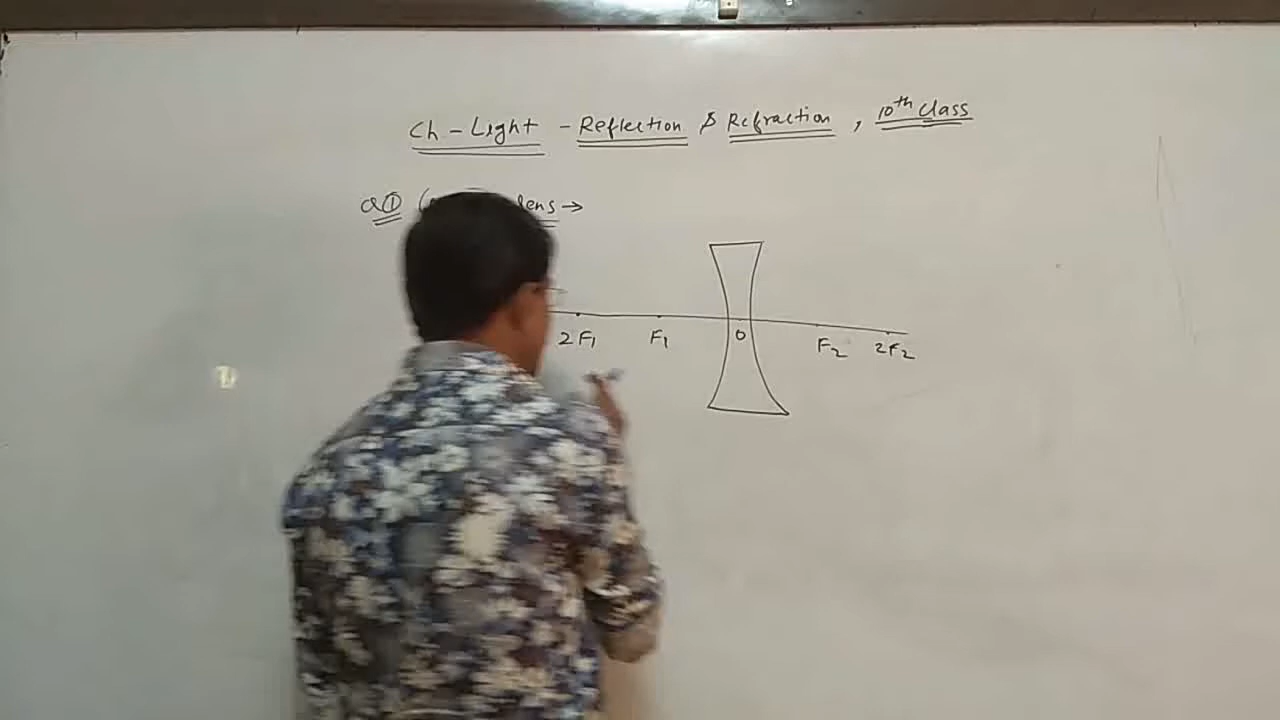 Ch - Light - Reflection & Refraction, 10th Class
Q① lens →
2F₁ F₁ O F₂ 2F₂